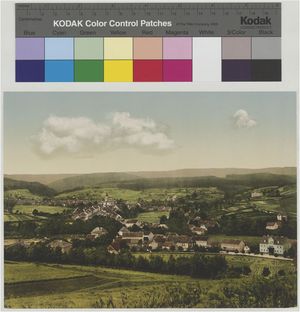 KODAK Color Control Patches
Kodak
Blue Cyan Green Yellow Red Magenta White 3/Color Black